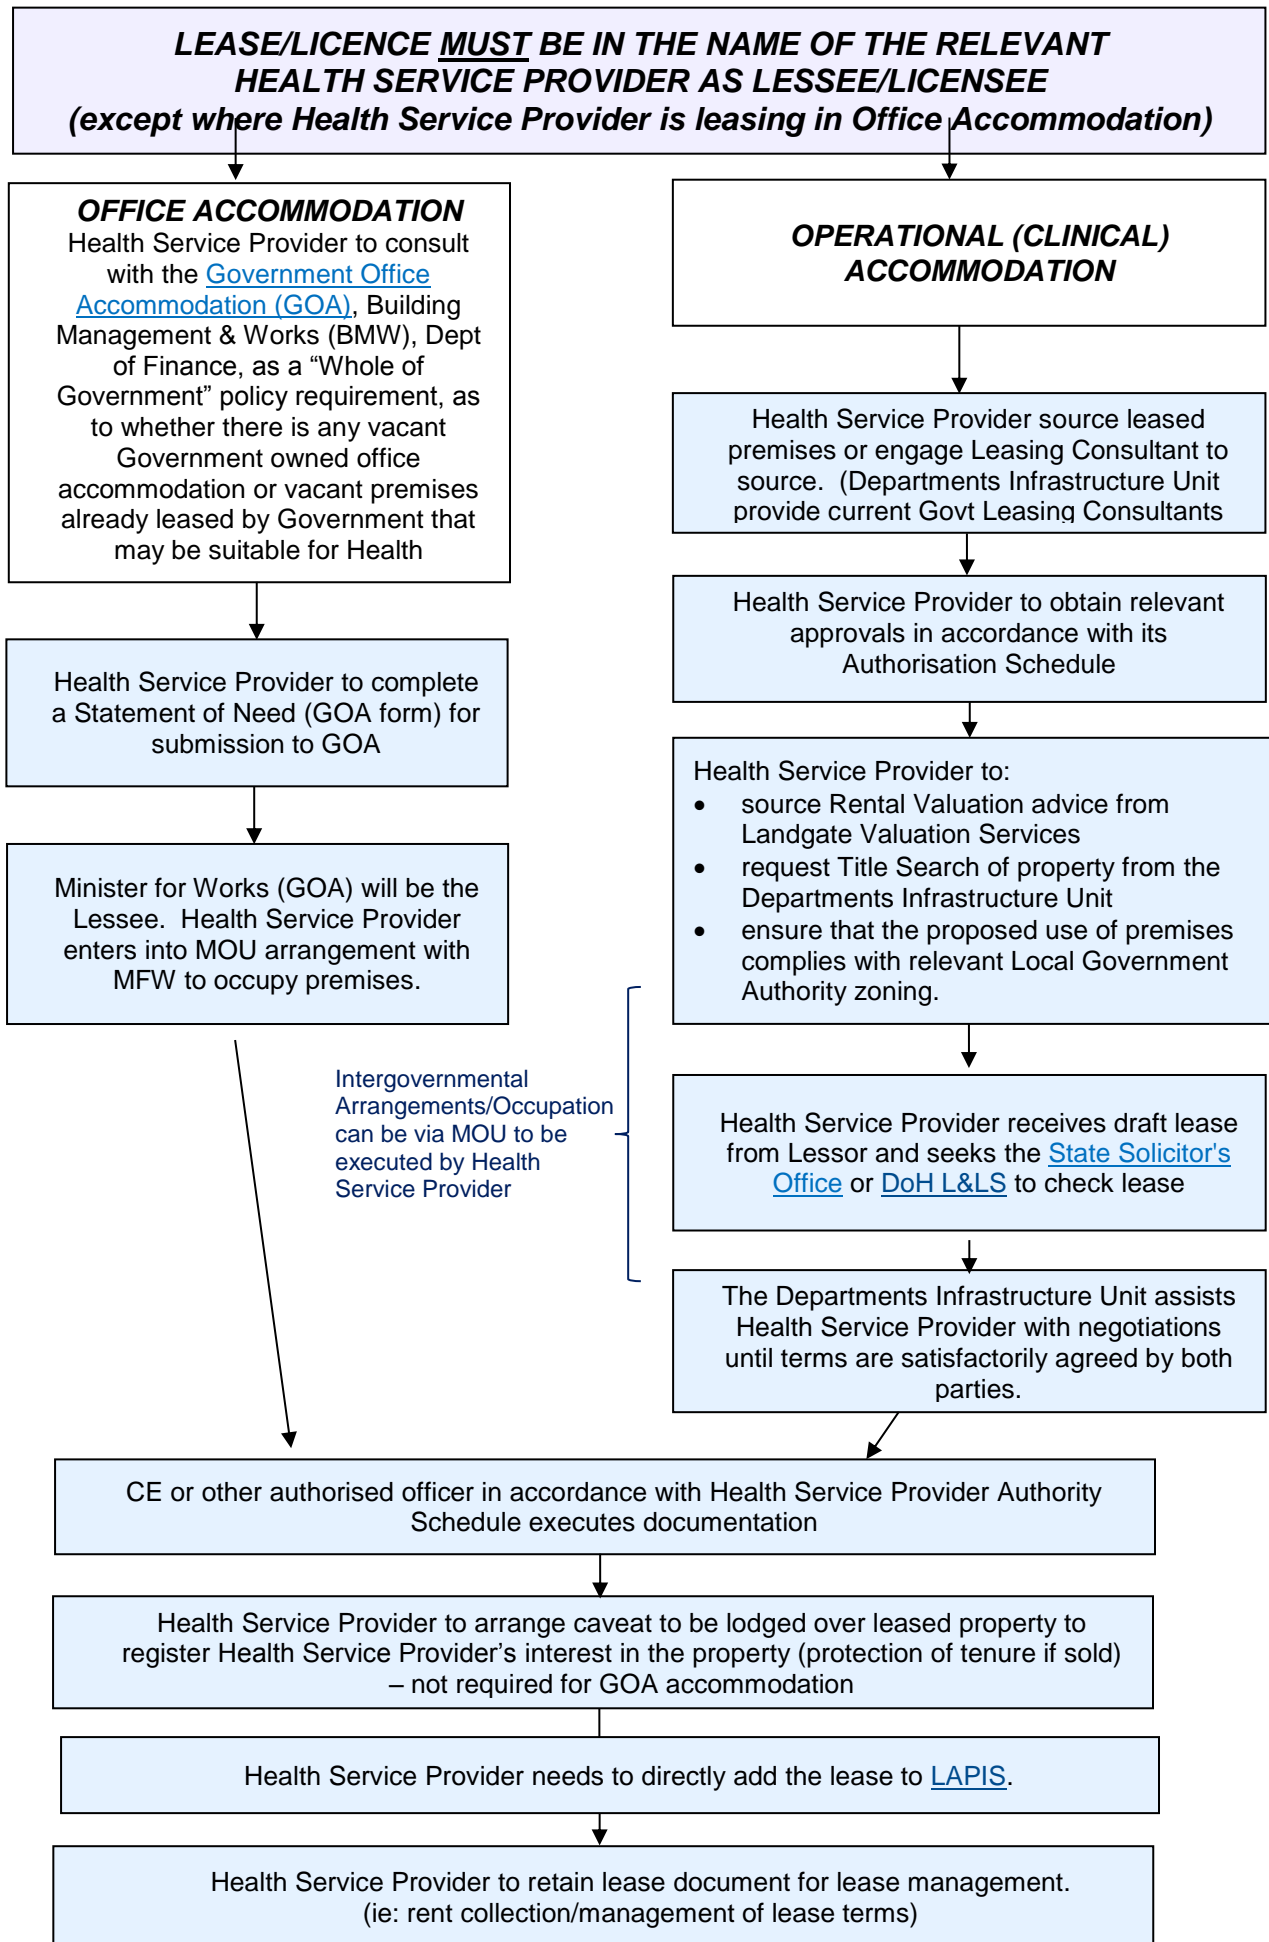 LEASE/LICENCE MUST BE IN THE NAME OF THE RELEVANT
HEALTH SERVICE PROVIDER AS LESSEE/LICENSEE
(except where Health Service Provider is leasing in Office Accommodation)
OFFICE ACCOMMODATION
Health Service Provider to consult
with the Government Office
Accommodation (GOA), Building
Management & Works (BMW), Dept
of Finance, as a “Whole of
Government” policy requirement, as
to whether there is any vacant
Government owned office
accommodation or vacant premises
already leased by Government that
may be suitable for Health
Health Service Provider to complete
a Statement of Need (GOA form) for
submission to GOA
Minister for Works (GOA) will be the
Lessee.  Health Service Provider
enters into MOU arrangement with
MFW to occupy premises.
OPERATIONAL (CLINICAL)
ACCOMMODATION
Health Service Provider source leased
premises or engage Leasing Consultant to
source.  (Departments Infrastructure Unit
provide current Govt Leasing Consultants
Health Service Provider to obtain relevant
approvals in accordance with its
Authorisation Schedule
Health Service Provider to:
• source Rental Valuation advice from
Landgate Valuation Services
• request Title Search of property from the
Departments Infrastructure Unit
• ensure that the proposed use of premises
complies with relevant Local Government
Authority zoning.
Intergovernmental
Arrangements/Occupation
can be via MOU to be
executed by Health
Service Provider
Health Service Provider receives draft lease
from Lessor and seeks the State Solicitor's
Office or DoH L&LS to check lease
The Departments Infrastructure Unit assists
Health Service Provider with negotiations
until terms are satisfactorily agreed by both
parties.
CE or other authorised officer in accordance with Health Service Provider Authority
Schedule executes documentation
Health Service Provider to arrange caveat to be lodged over leased property to
register Health Service Provider’s interest in the property (protection of tenure if sold)
– not required for GOA accommodation
Health Service Provider needs to directly add the lease to LAPIS.
Health Service Provider to retain lease document for lease management.
(ie: rent collection/management of lease terms)